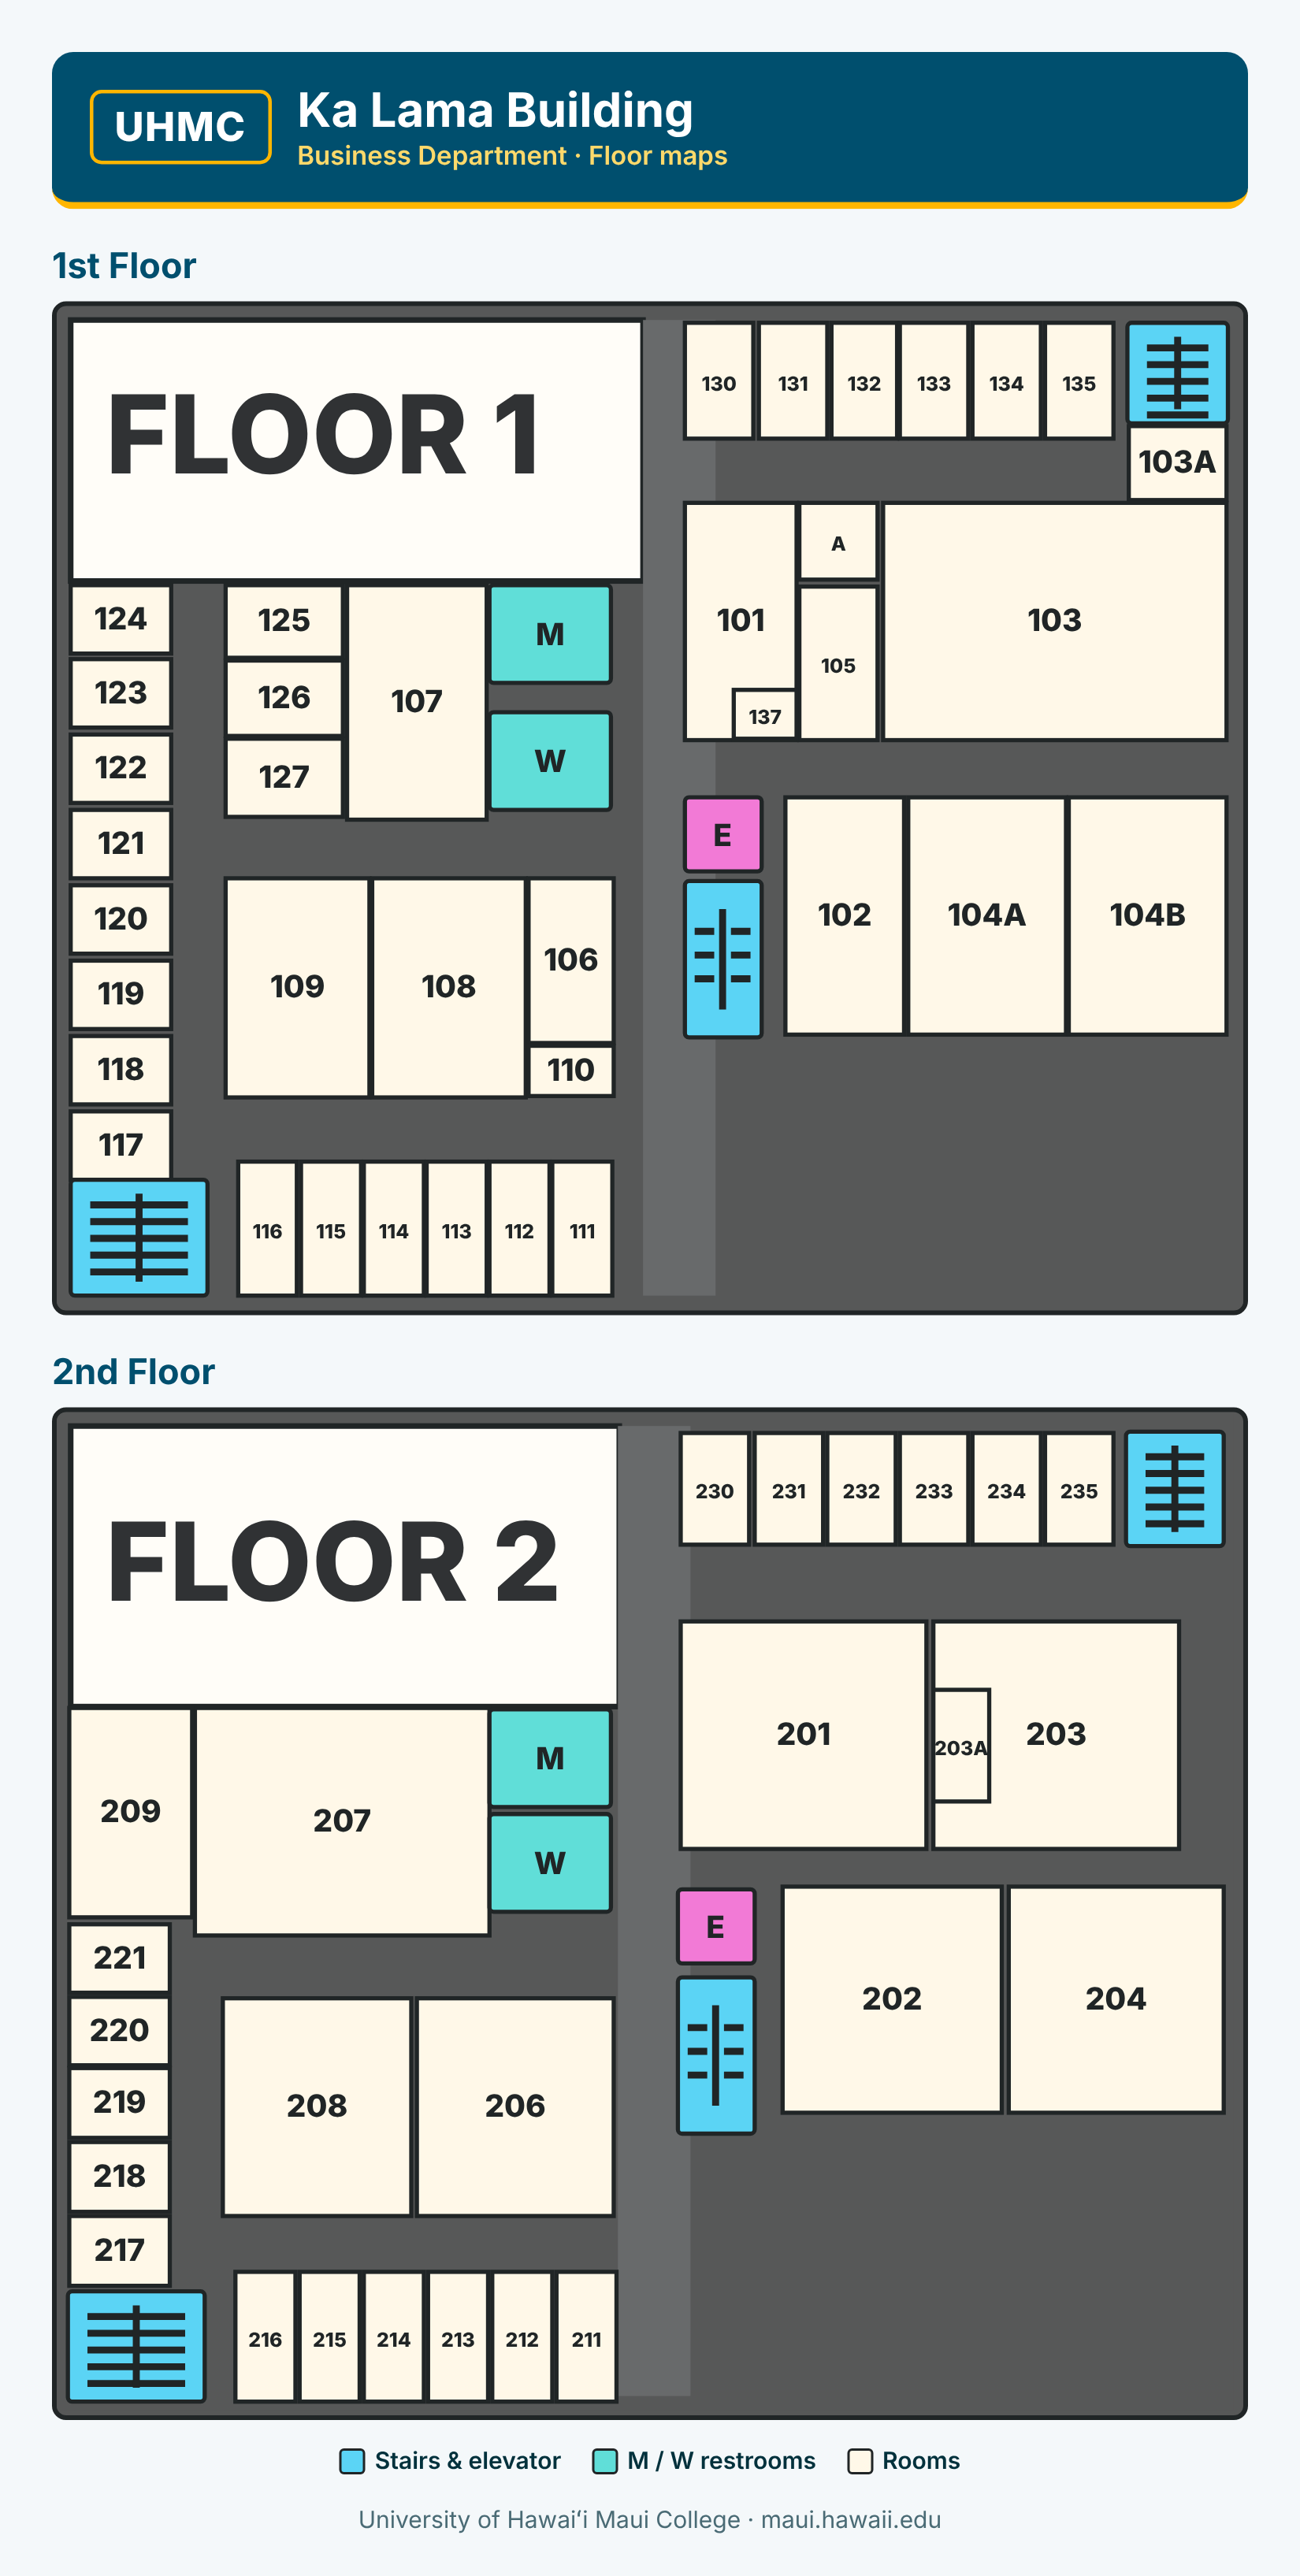 UHMC
Ka Lama Building
Business Department · Floor maps
1st Floor
FLOOR 1
130 131 132 133 134 135
103A
101 A 105 137 103
124 125 107 M
123 126
122 127 W
121
E 102 104A 104B
120
119 109 108 106
118 110
117
116 115 114 113 112 111
2nd Floor
FLOOR 2
230 231 232 233 234 235
201 203A 203
209 207 M
W
E 202 204
221
220
219 208 206
218
217
216 215 214 213 212 211
Stairs & elevator M / W restrooms Rooms
University of Hawaiʻi Maui College · maui.hawaii.edu